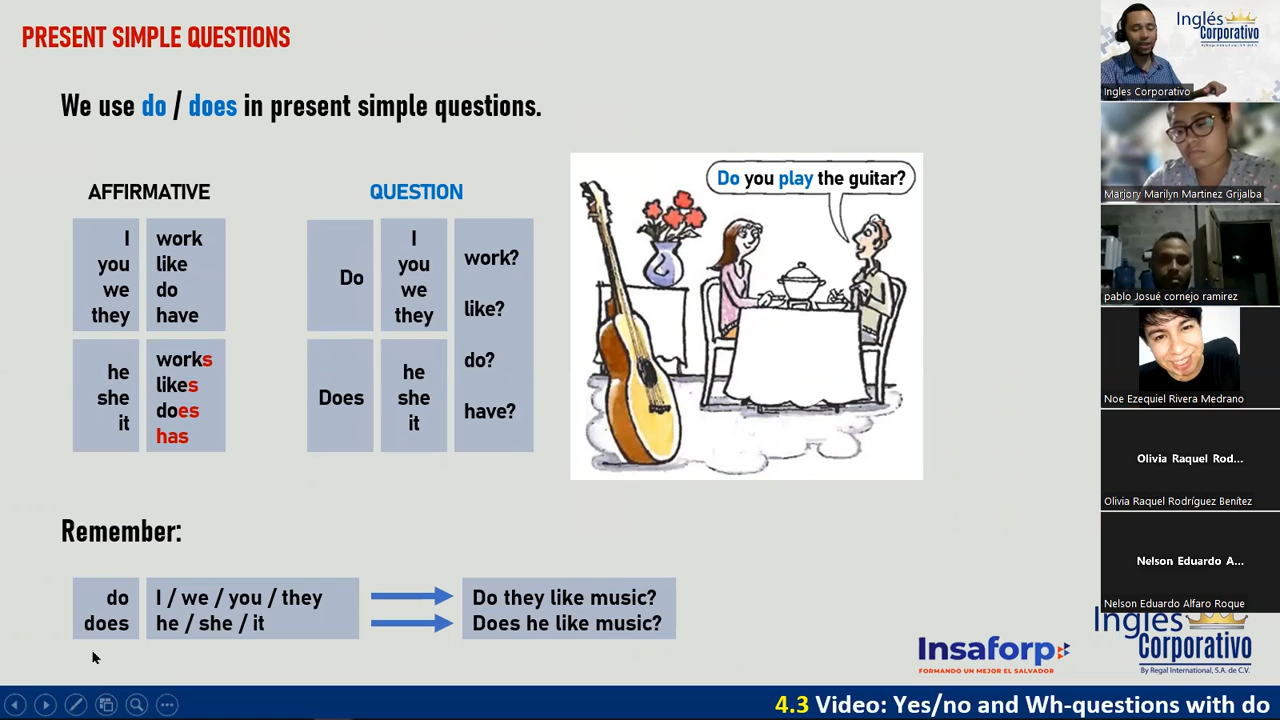 PRESENT SIMPLE QUESTIONS
We use do / does in present simple questions.
AFFIRMATIVE
I
you
we
they
work
like
do
have
he
she
it
works
likes
does
has
QUESTION
Do
I
you
we
they
Does
he
she
it
work?
like?
do?
have?
Do you play the guitar?
Remember:
do
does
I / we / you / they
he / she / it
Do they like music?
Does he like music?
Insaforp
FORMANDO UN MEJOR EL SALVADOR
Inglés
Corporativo
By Regal International, S.A. de C.V.
4.3 Video: Yes/no and Wh-questions with do
Inglés
Corporativo
By Regal International, S.A. de C.V.
Ingles Corporativo
Marjory Marilyn Martinez Grijalba
pablo Josué cornejo ramirez
Noe Ezequiel Rivera Medrano
Olivia Raquel Rod...
Olivia Raquel Rodríguez Benítez
Nelson Eduardo A...
Nelson Eduardo Alfaro Roque